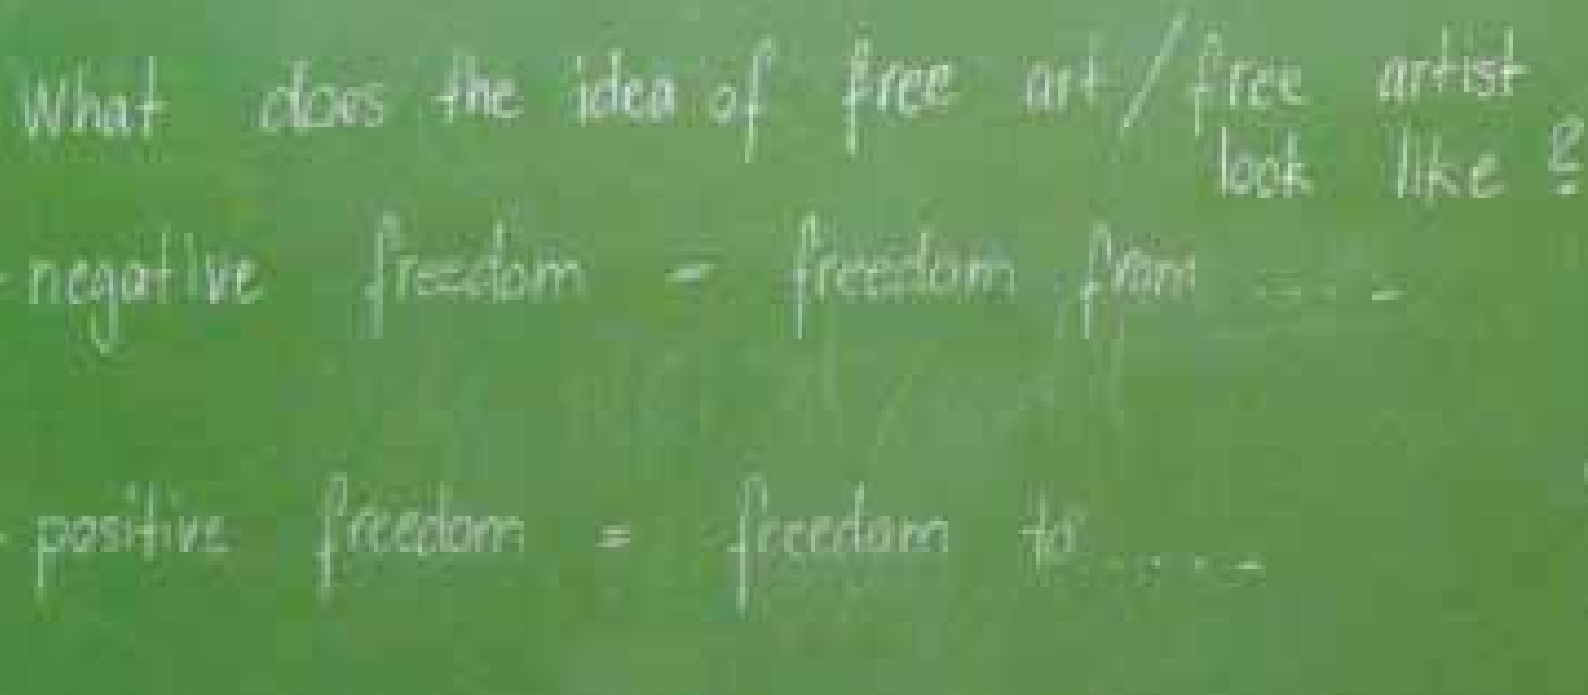 What does the idea of free art/free artist
look like?
- negative freedom = freedom from ....
- positive freedom = freedom to .....